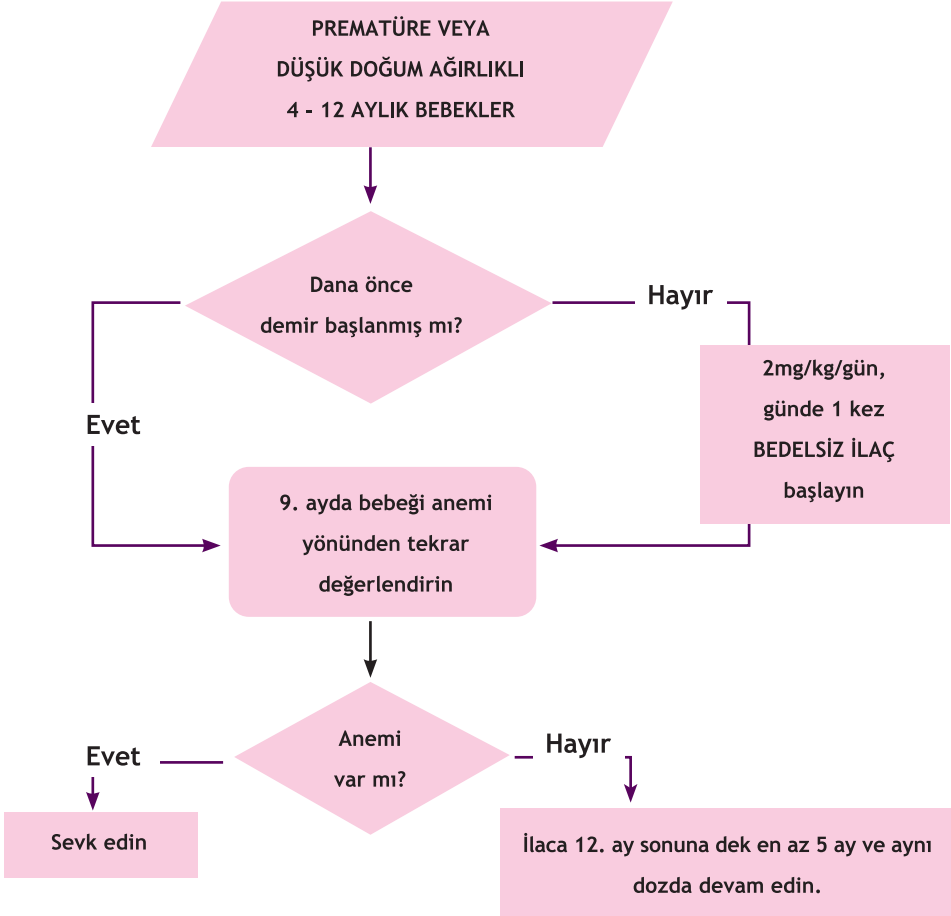 PREMATÜRE VEYA
DÜŞÜK DOĞUM AĞIRLIKLI
4 - 12 AYLIK BEBEKLER
Dana önce
demir başlanmış mı?
Hayır
2mg/kg/gün,
günde 1 kez
BEDELSİZ İLAÇ
başlayın
Evet
9. ayda bebeği anemi
yönünden tekrar
değerlendirin
Anemi
var mı?
Evet
Hayır
Sevk edin
İlaca 12. ay sonuna dek en az 5 ay ve aynı
dozda devam edin.